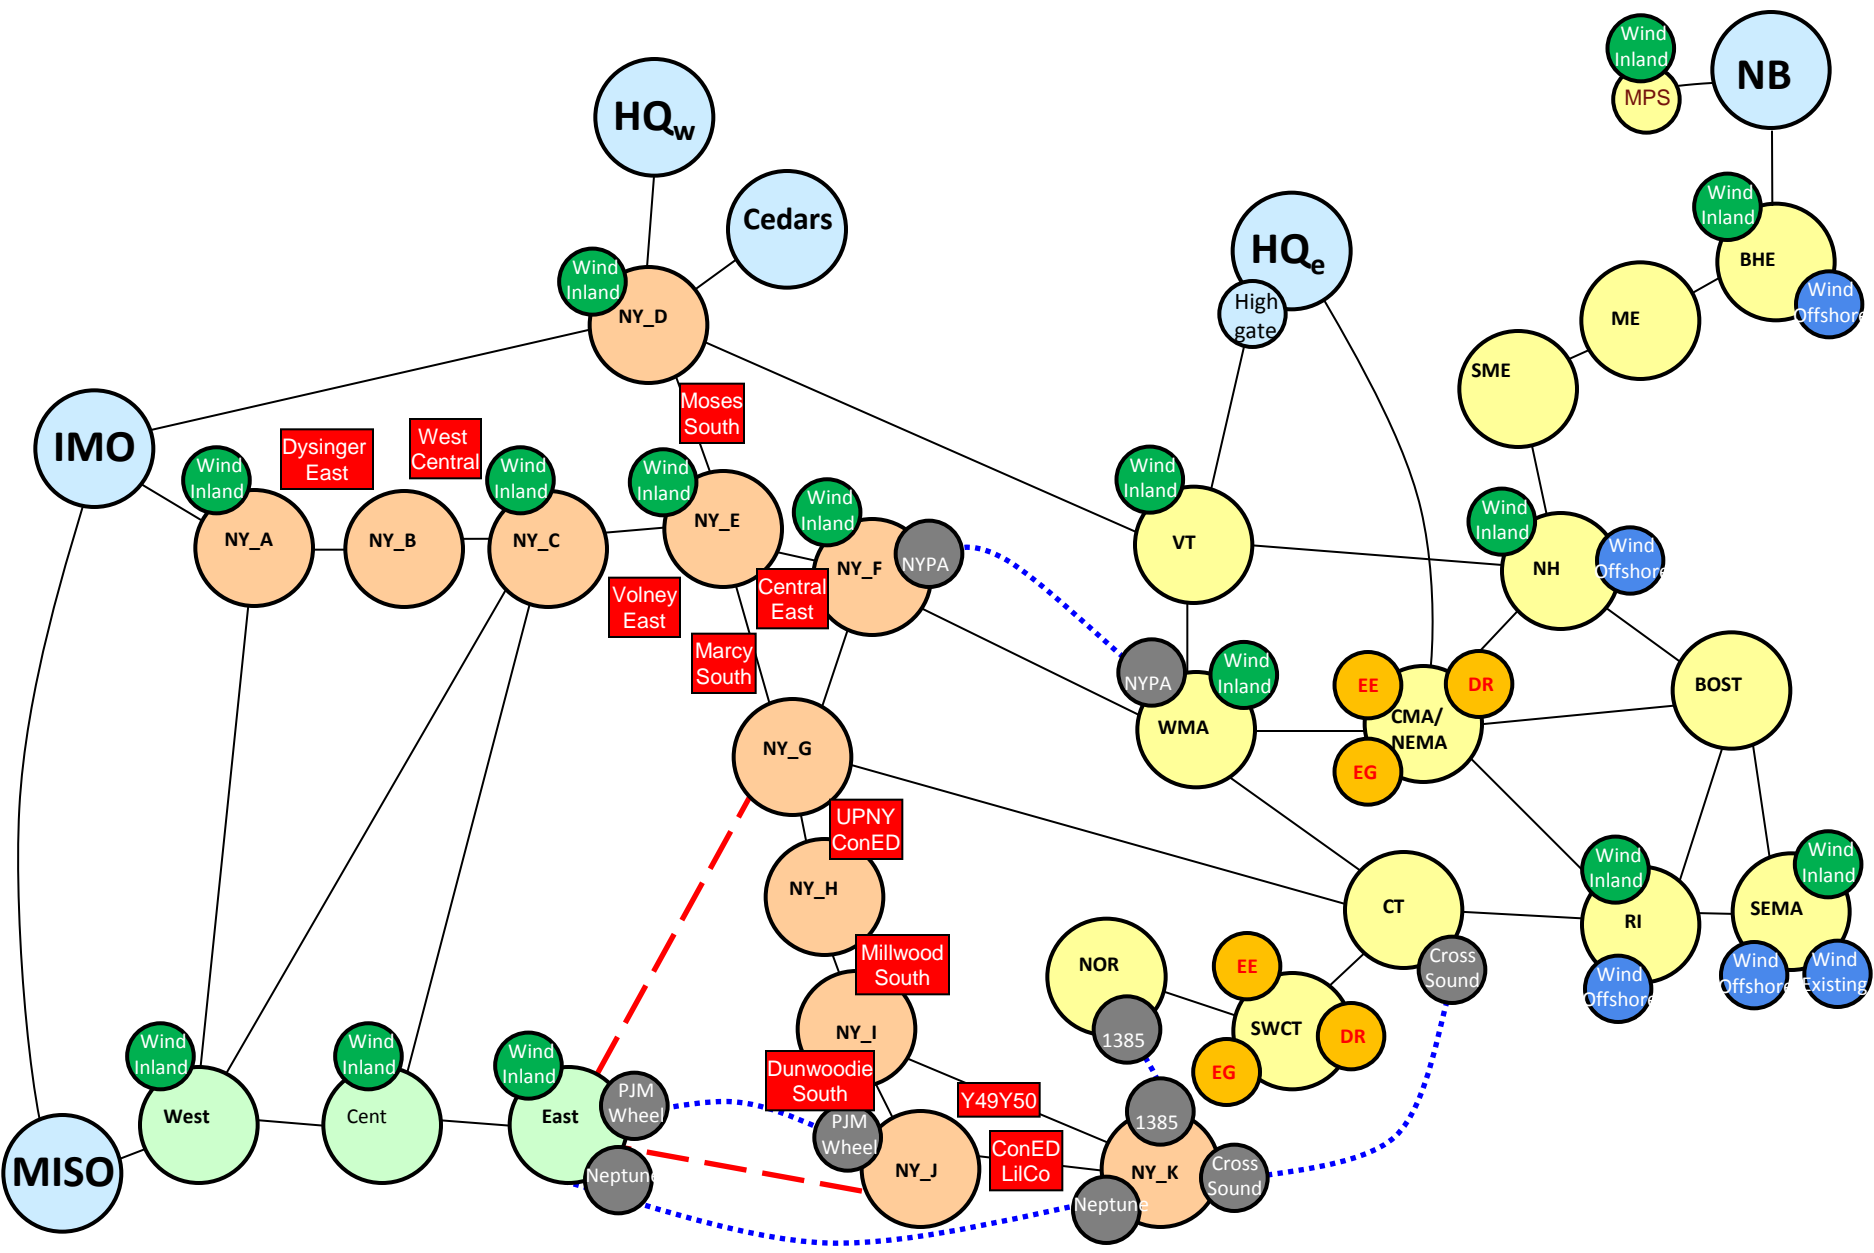 Wind
Inland
MPS
NB
HQw
Cedars
Wind
Inland
NY_D
HQe
High
gate
Wind
Inland
BHE
Wind
Offshore
ME
SME
IMO
Moses
South
Dysinger
East
West
Central
Wind
Inland
NY_A
NY_B
Wind
Inland
NY_C
Wind
Inland
NY_E
Wind
Inland
NY_F
NYPA
Volney
East
Central
East
Marcy
South
Wind
Inland
VT
Wind
Inland
NH
Wind
Offshore
NYPA
Wind
Inland
WMA
EE
DR
CMA/
NEMA
EG
BOST
NY_G
UPNY
ConED
NY_H
Millwood
South
NY_I
Dunwoodie
South
CT
Cross
Sound
Wind
Inland
RI
Wind
Offshore
Wind
Inland
SEMA
Wind
Offshore
Wind
Existing
NOR
1385
EE
SWCT
DR
EG
MISO
Wind
Inland
West
Wind
Inland
Cent
Wind
Inland
East
PJM
Wheel
Neptune
PJM
Wheel
NY_J
Y49Y50
ConED
LilCo
1385
NY_K
Cross
Sound
Neptune